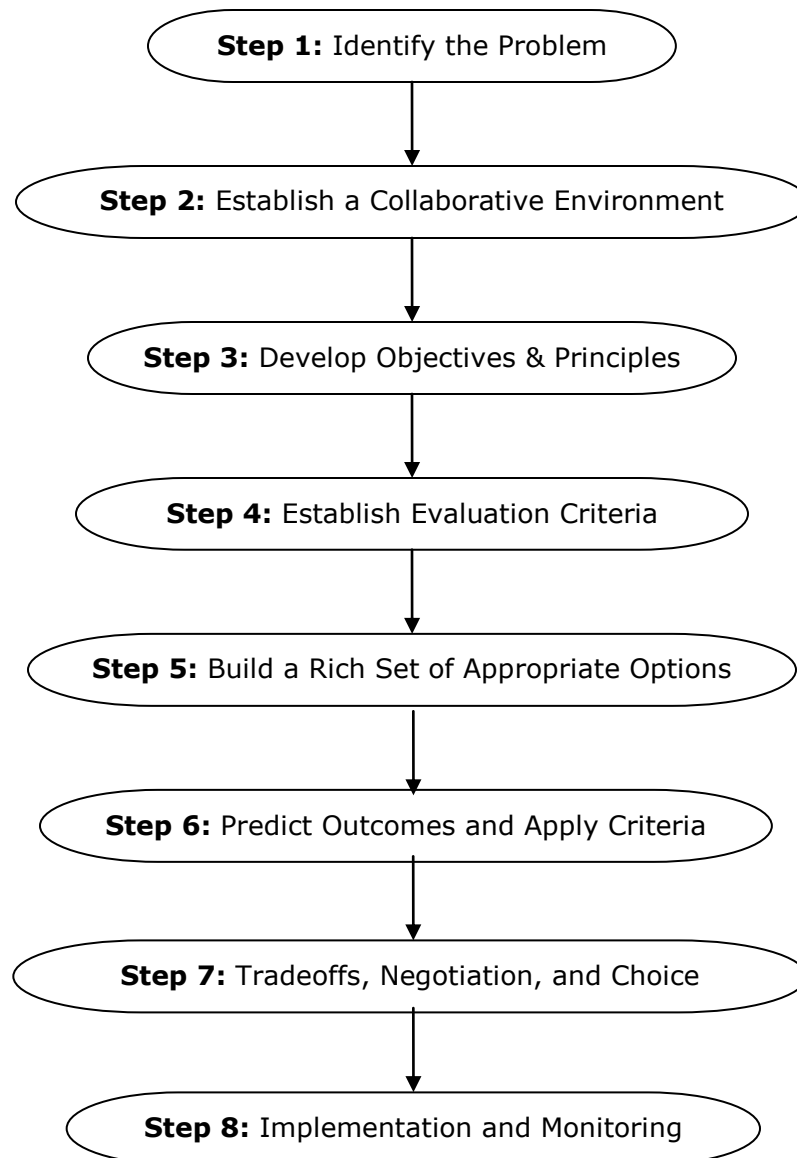 Step 1: Identify the Problem
Step 2: Establish a Collaborative Environment
Step 3: Develop Objectives & Principles
Step 4: Establish Evaluation Criteria
Step 5: Build a Rich Set of Appropriate Options
Step 6: Predict Outcomes and Apply Criteria
Step 7: Tradeoffs, Negotiation, and Choice
Step 8: Implementation and Monitoring